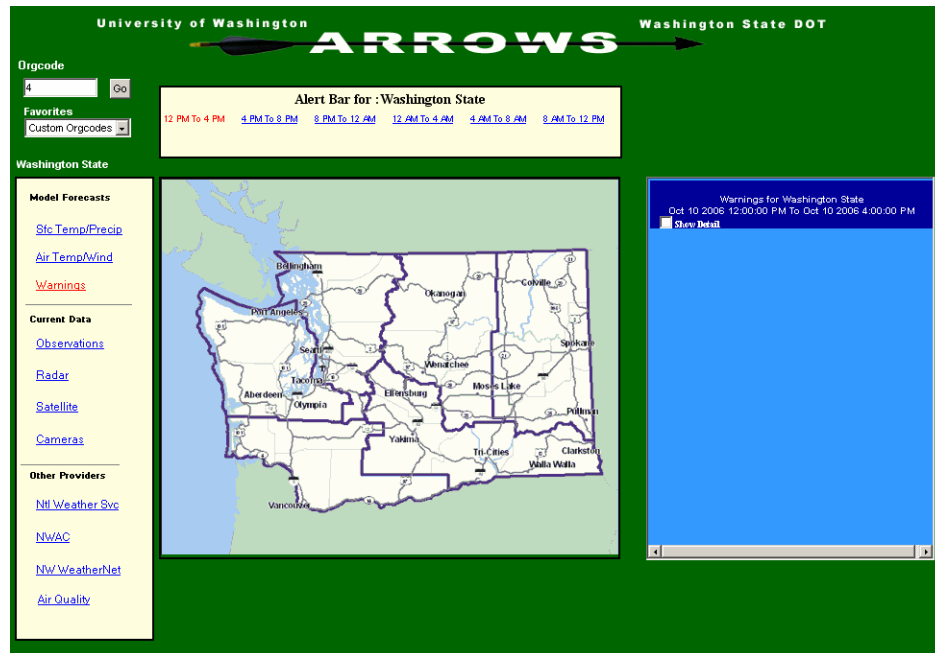 University of Washington
Washington State DOT
ARROWS
Orgcode
4
Go
Favorites
Custom Orgcodes
Washington State
Alert Bar for :Washington State
12 PM To 4 PM 4 PM To 8 PM 8 PM To 12 AM 12 AM To 4 AM 4 AM To 8 AM 8 AM To 12 PM
Model Forecasts
Sfc Temp/Precip
Air Temp/Wind
Warnings
Current Data
Observations
Radar
Satellite
Cameras
Other Providers
Ntl Weather Svc
NWAC
NW WeatherNet
Air Quality
Bellingham
Okanogan
Colville
Port Angeles
Spokane
Wenatchee
Tacoma
Moses Lake
Aberdeen
Ellensburg
Olympia
Pullman
Yakima
Tri-Cities
Clarkston
Walla Walla
Vancouver
Warnings for Washington State
Oct 10 2006 12:00:00 PM To Oct 10 2006 4:00:00 PM
Show Detail